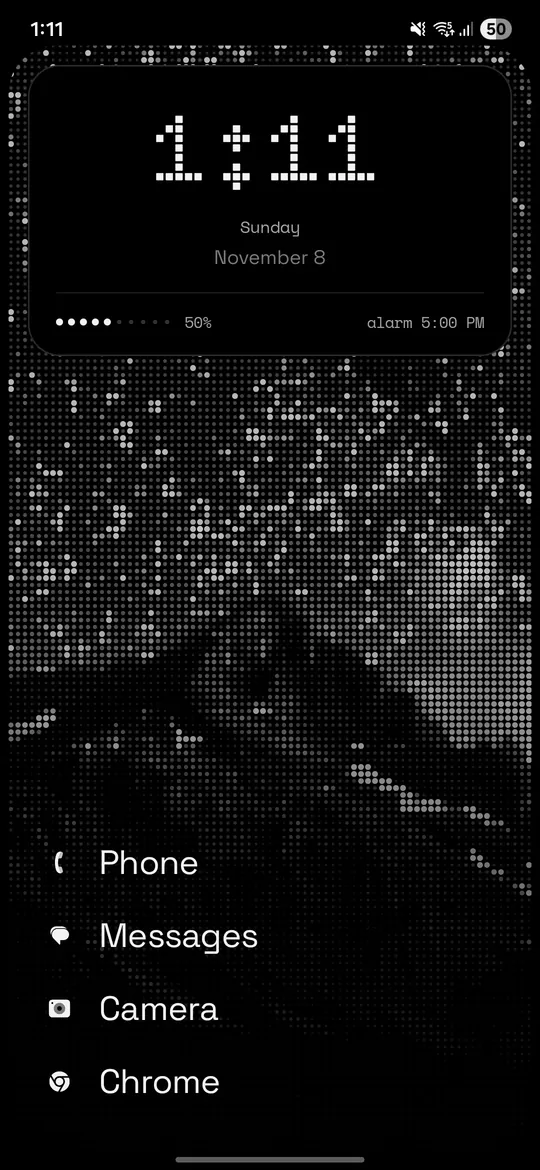 1:11
50
1:11
Sunday
November 8
50% alarm 5:00 PM
Phone
Messages
Camera
Chrome